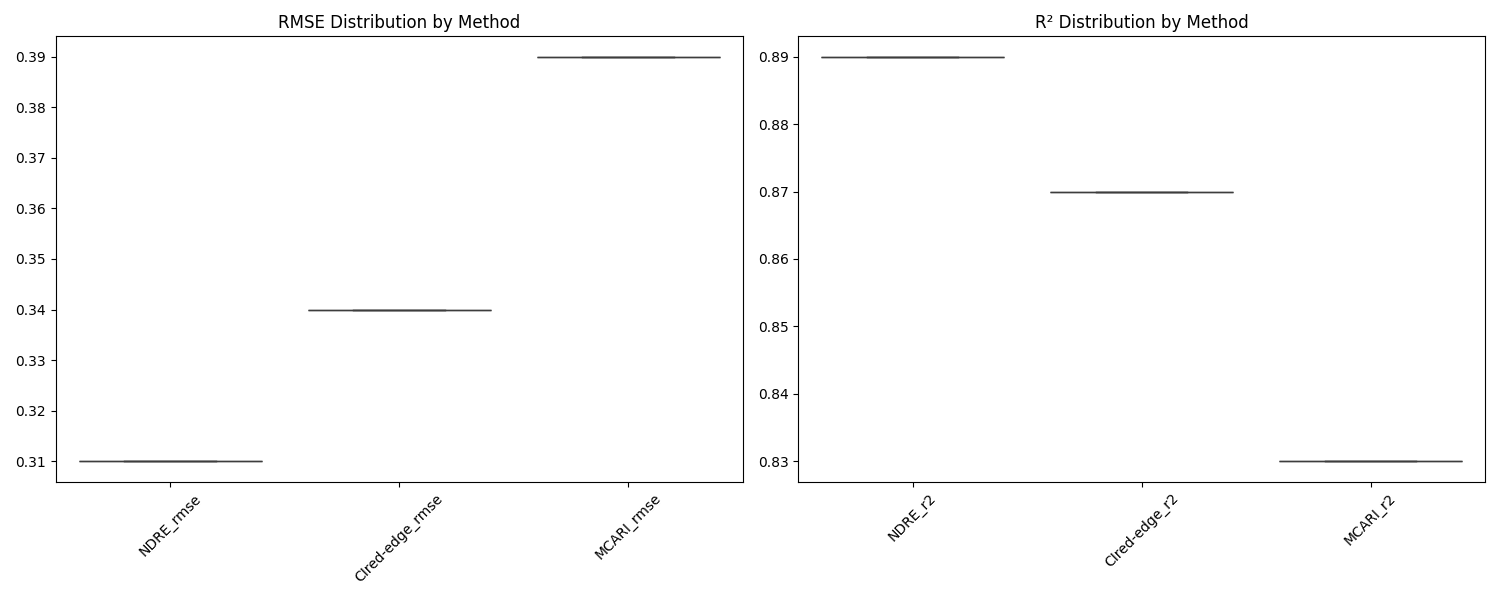 RMSE Distribution by Method
0.39
0.38
0.37
0.36
0.35
0.34
0.33
0.32
0.31
NDRE_rmse
CIred-edge_rmse
MCARI_rmse
R² Distribution by Method
0.89
0.88
0.87
0.86
0.85
0.84
0.83
NDRE_r2
CIred-edge_r2
MCARI_r2